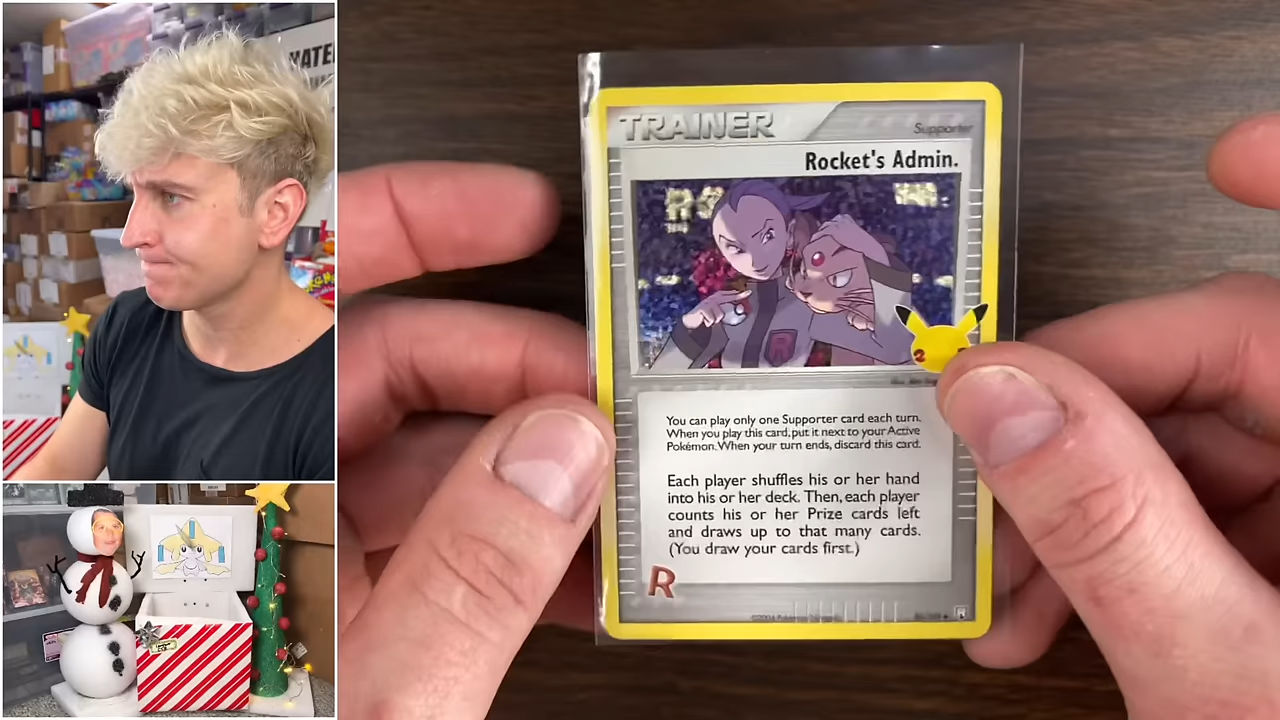 TRAINER
Supporter
Rocket's Admin.
R
You can play only one Supporter card each turn.
When you play this card, put it next to your Active
Pokémon. When your turn ends, discard this card.
Each player shuffles his or her hand
into his or her deck. Then, each player
counts his or her Prize cards left
and draws up to that many cards.
(You draw your cards first.)
R